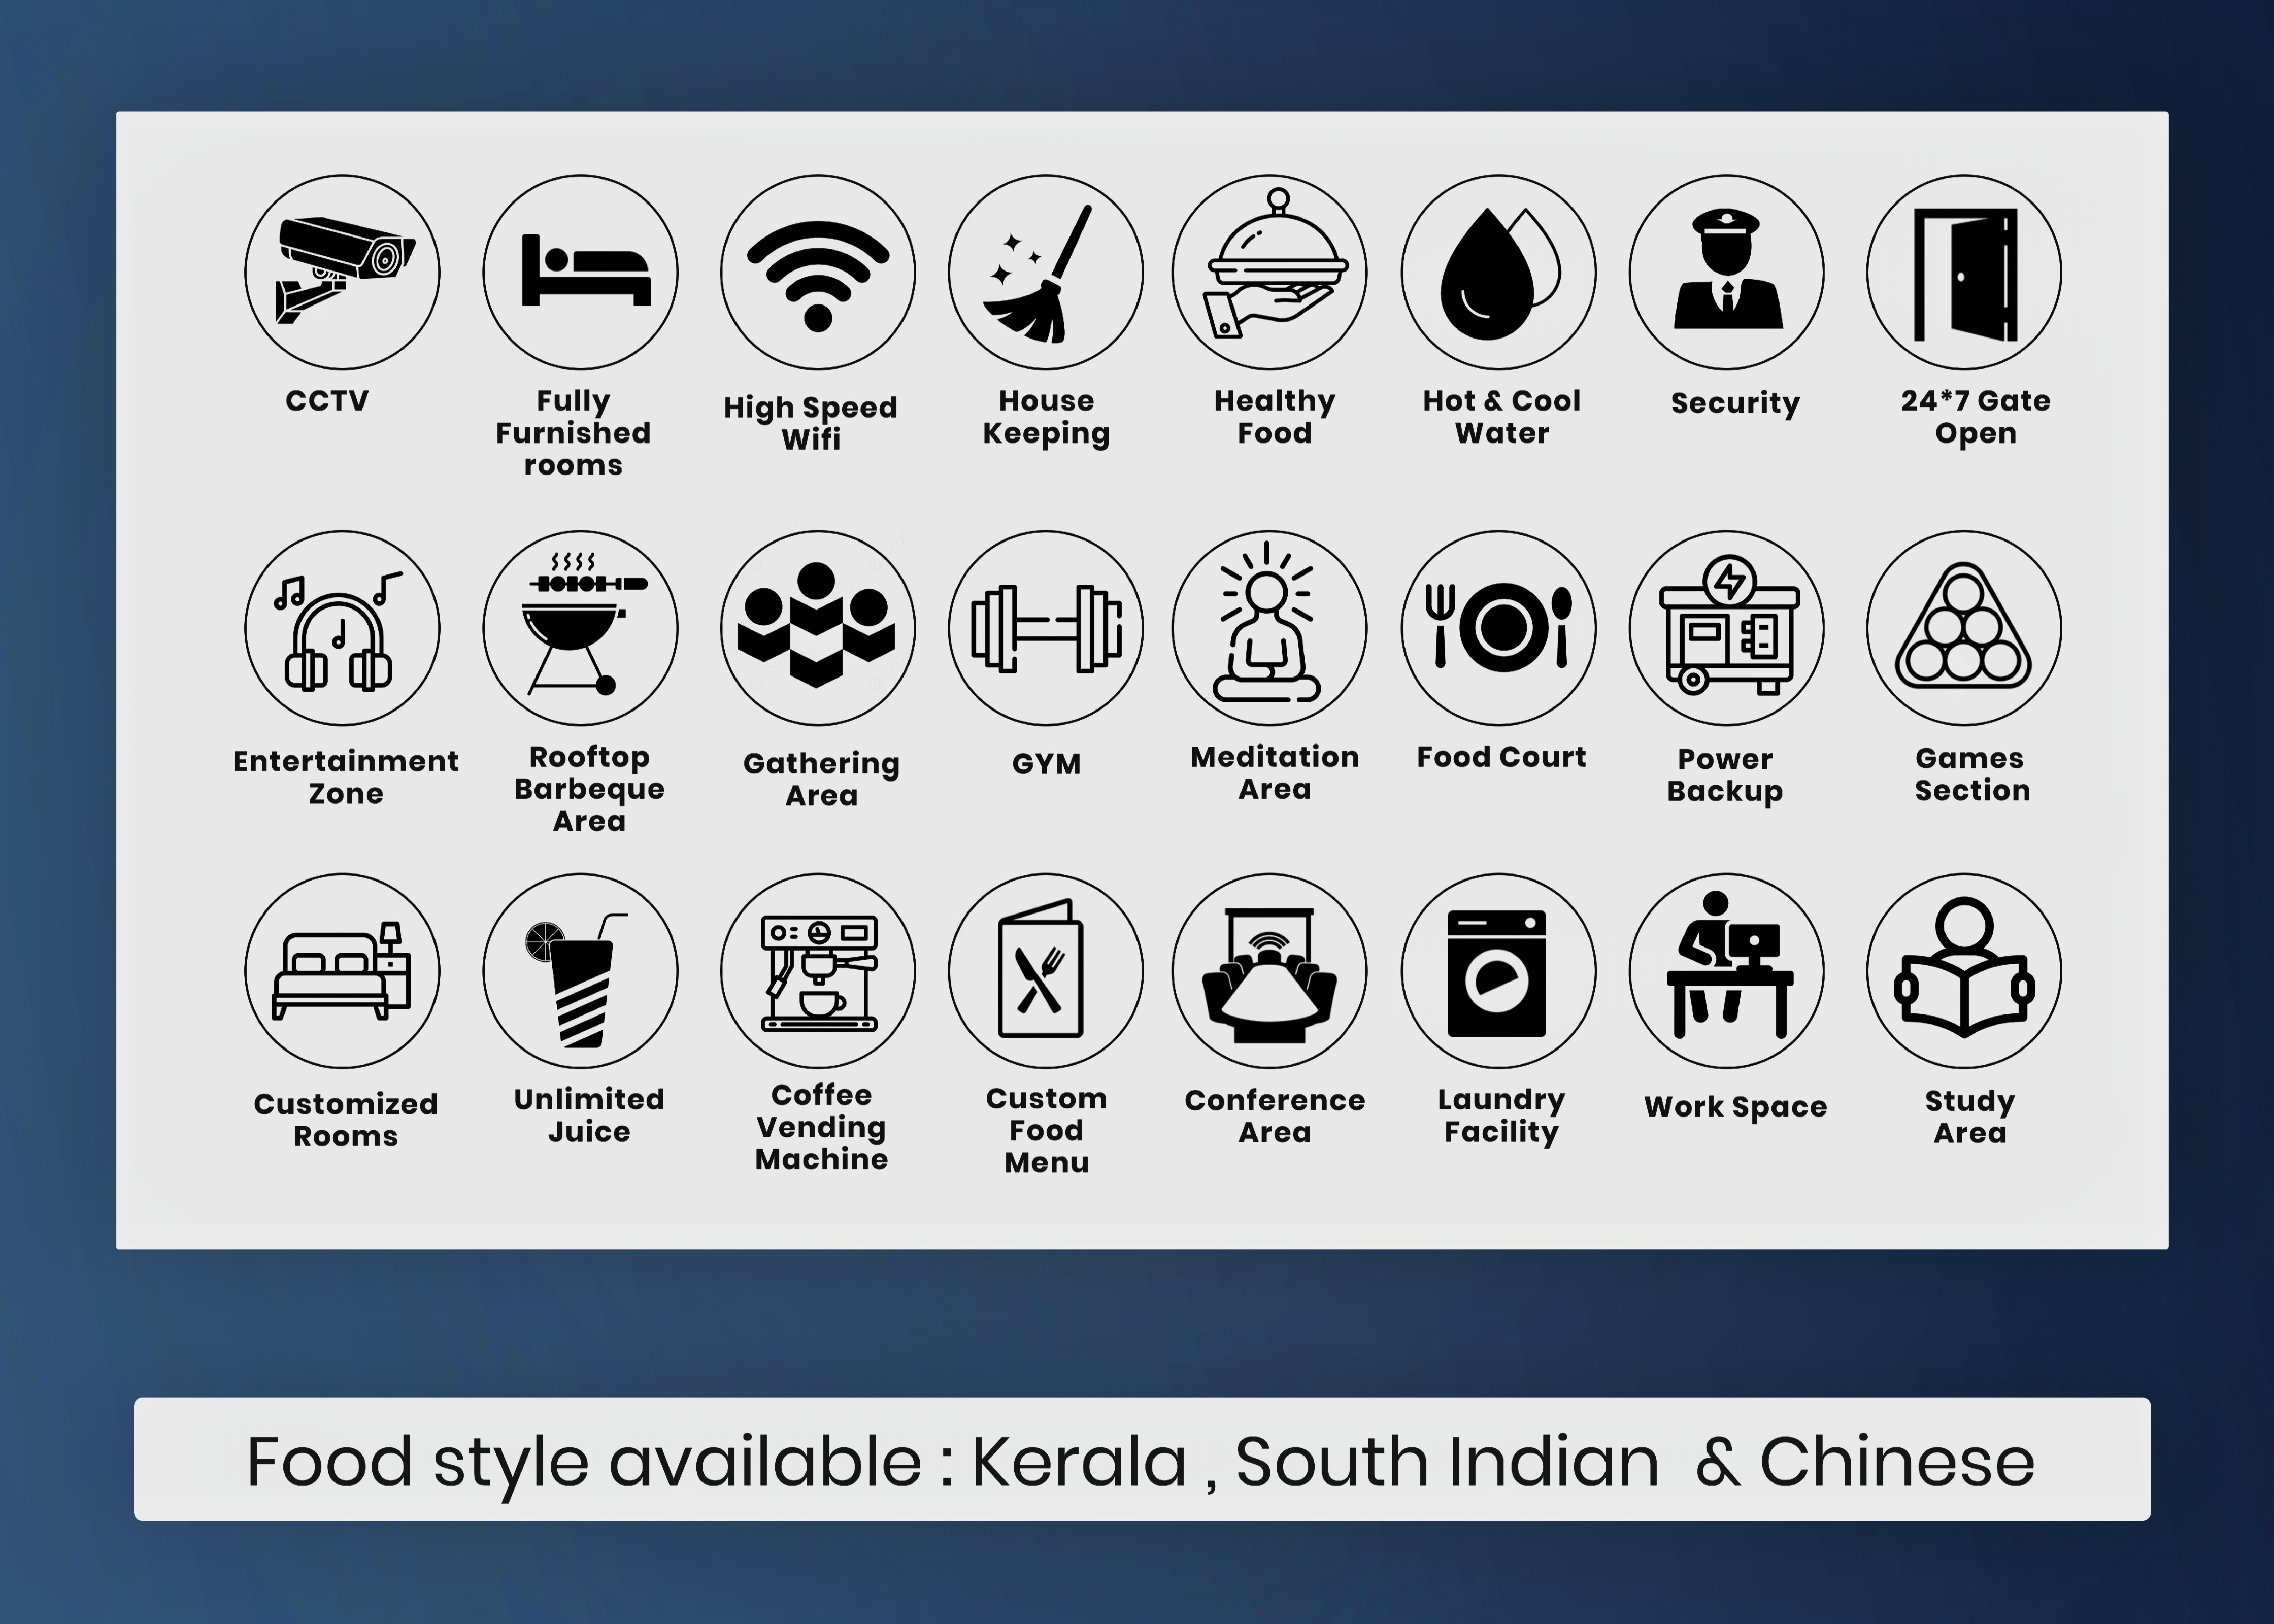 CCTV
Fully
Furnished
rooms
High Speed
Wifi
House
Keeping
Healthy
Food
Hot & Cool
Water
Security
24*7 Gate
Open
Entertainment
Zone
Rooftop
Barbeque
Area
Gathering
Area
GYM
Meditation
Area
Food Court
Power
Backup
Games
Section
Customized
Rooms
Unlimited
Juice
Coffee
Vending
Machine
Custom
Food
Menu
Conference
Area
Laundry
Facility
Work Space
Study
Area
Food style available : Kerala , South Indian & Chinese